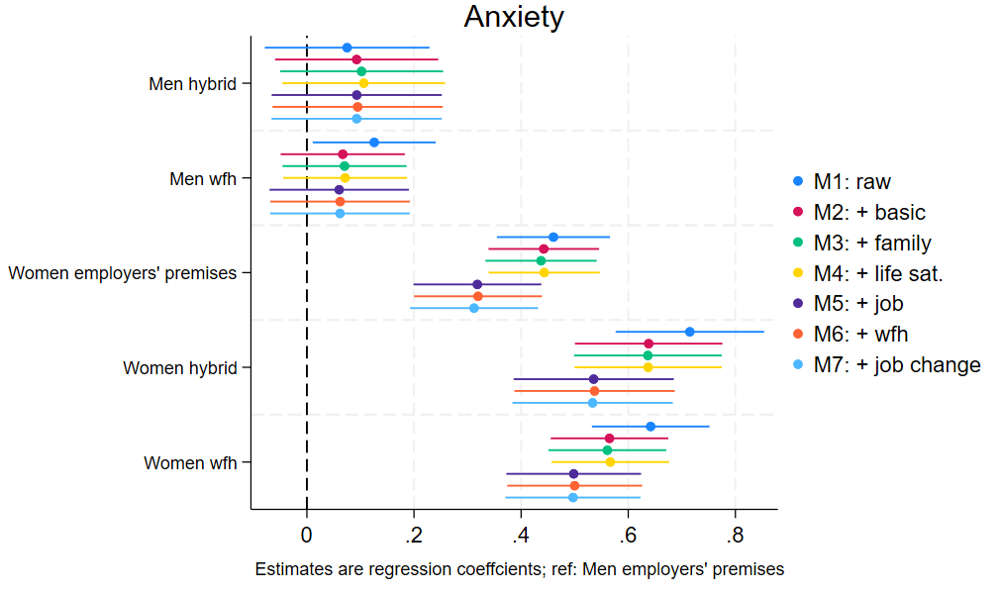 Anxiety
Men hybrid
Men wfh
Women employers' premises
Women hybrid
Women wfh
M1: raw
M2: + basic
M3: + family
M4: + life sat.
M5: + job
M6: + wfh
M7: + job change
0 .2 .4 .6 .8
Estimates are regression coeffcients; ref: Men employers' premises